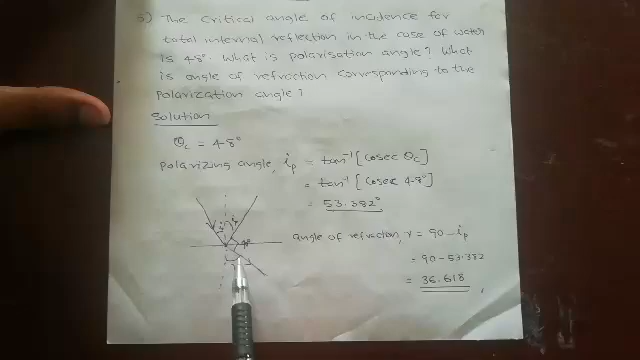 5) The critical angle of incidence for
total internal reflection in the case of water
is 48°. What is polarisation angle? What
is angle of refraction corresponding to the
polarization angle?
Solution
θc = 48°
polarizing angle, ip = tan⁻¹ [cosec θc]
= tan⁻¹ [cosec 48°]
= 53.382°
angle of refraction, r = 90 - ip
= 90 - 53.382
= 36.618